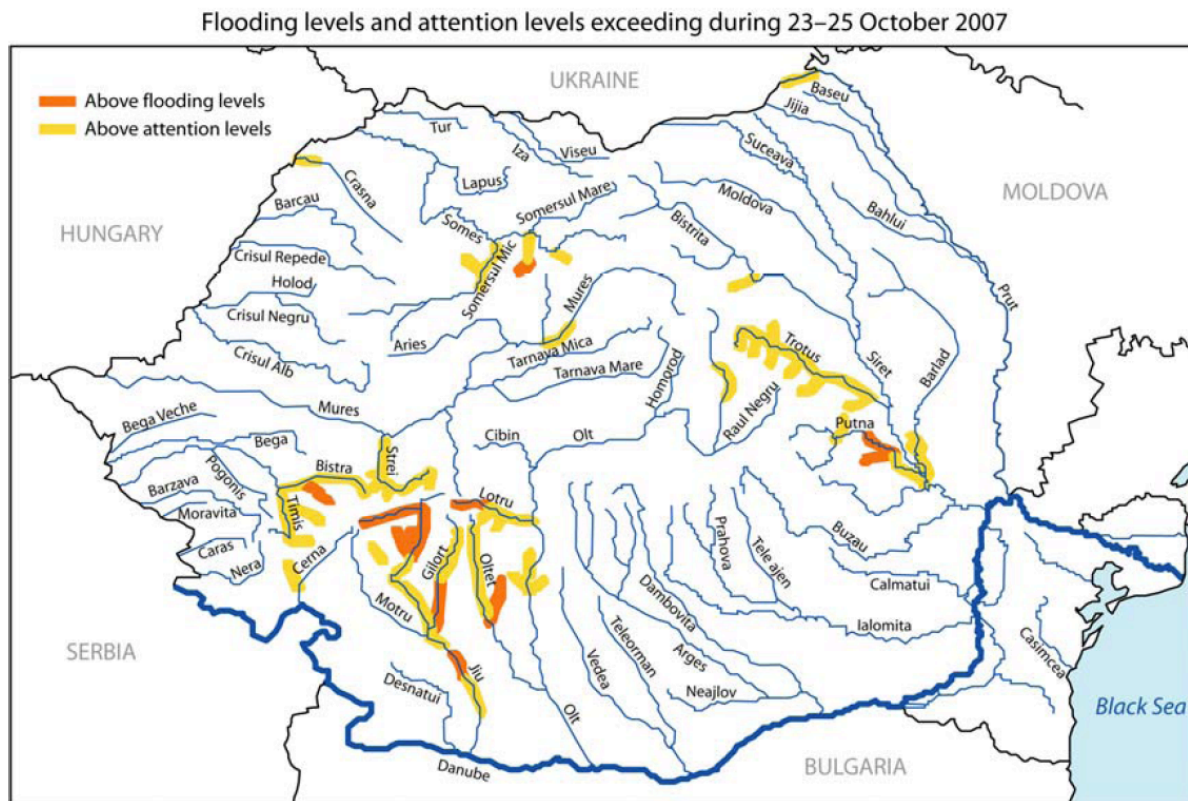 Flooding levels and attention levels exceeding during 23–25 October 2007
UKRAINE
Above flooding levels
Above attention levels
Baseu
Jijia
Tur
Iza
Viseu
Suceava
MOLDOVA
Crasna
Lapus
Somersul Mare
Moldova
Barcau
Somes
Bistrita
Bahlui
HUNGARY
Crisul Repede
Somersul Mic
Holod
Mures
Prut
Crisul Negru
Aries
Trotus
Crisul Alb
Tarnava Mica
Siret
Barlad
Tarnava Mare
Homorod
Raul Negru
Mures
Bega Veche
Bega
Cibin
Olt
Putna
Strei
Pogonis
Bistra
Barzava
Timis
Lotru
Moravita
Prahova
Tele ajen
Buzau
Caras
Nera
Cerna
Gilort
Oltet
Calmatui
Motru
Dambovita
Ialomita
SERBIA
Teleorman
Arges
Casimcea
Jiu
Vedea
Desnatui
Neajlov
Olt
Black Sea
Danube
BULGARIA